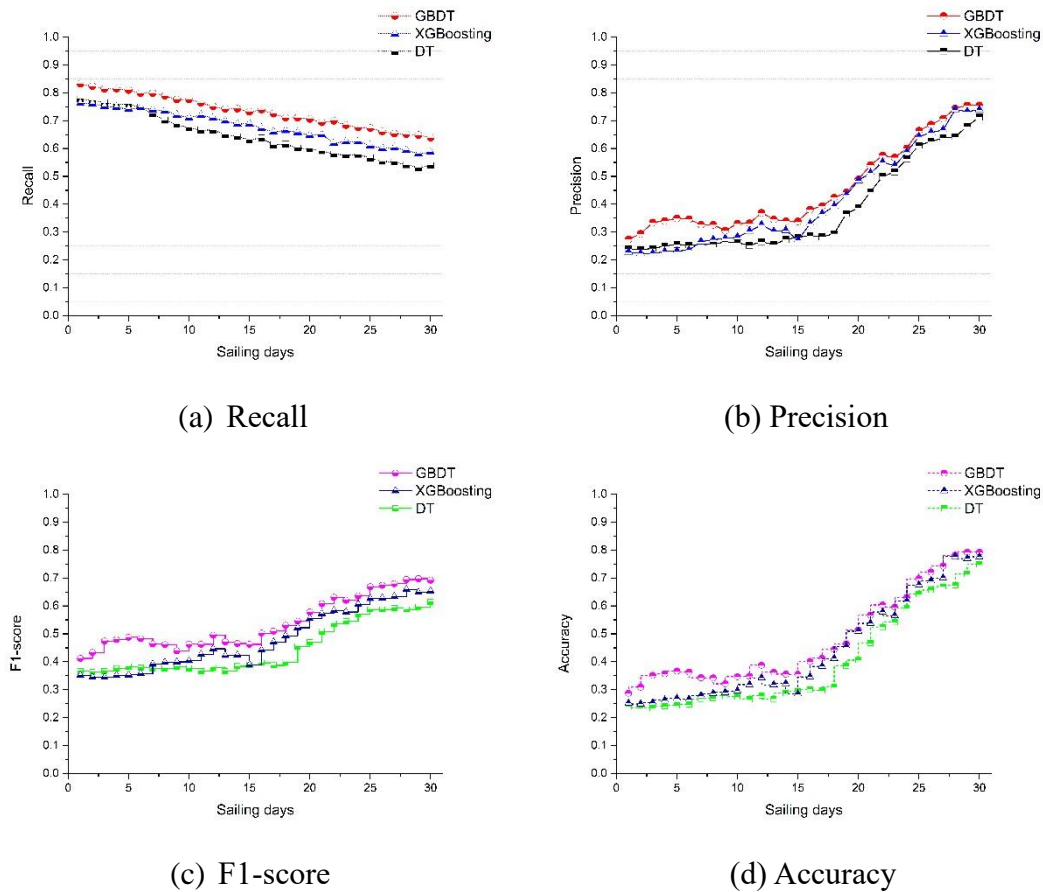 GBDT
XGBoosting
DT
1.0
0.9
0.8
0.7
0.6
0.5
0.4
0.3
0.2
0.1
0.0
Recall
0 5 10 15 20 25 30
Sailing days
(a) Recall
GBDT
XGBoosting
DT
1.0
0.9
0.8
0.7
0.6
0.5
0.4
0.3
0.2
0.1
0.0
Precision
0 5 10 15 20 25 30
Sailing days
(b) Precision
GBDT
XGBoosting
DT
1.0
0.9
0.8
0.7
0.6
0.5
0.4
0.3
0.2
0.1
0.0
F1-score
0 5 10 15 20 25 30
Sailing days
(c) F1-score
GBDT
XGBoosting
DT
1.0
0.9
0.8
0.7
0.6
0.5
0.4
0.3
0.2
0.1
0.0
Accuracy
0 5 10 15 20 25 30
Sailing days
(d) Accuracy